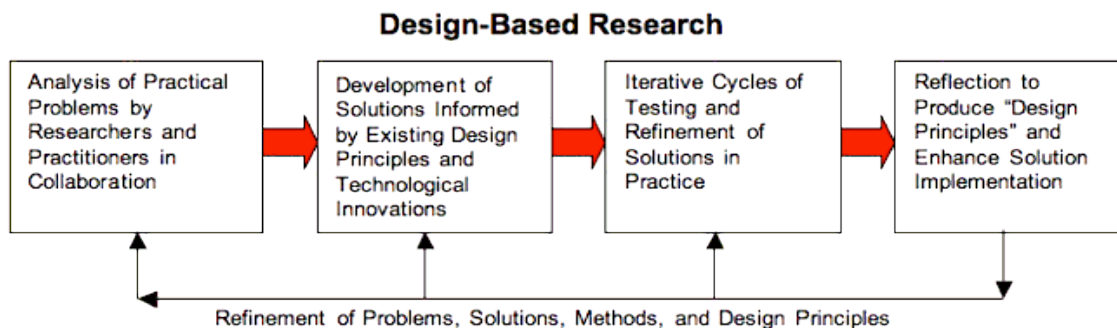 Design-Based Research
Analysis of Practical
Problems by
Researchers and
Practitioners in
Collaboration
Development of
Solutions Informed
by Existing Design
Principles and
Technological
Innovations
Iterative Cycles of
Testing and
Refinement of
Solutions in
Practice
Reflection to
Produce “Design
Principles” and
Enhance Solution
Implementation
Refinement of Problems, Solutions, Methods, and Design Principles